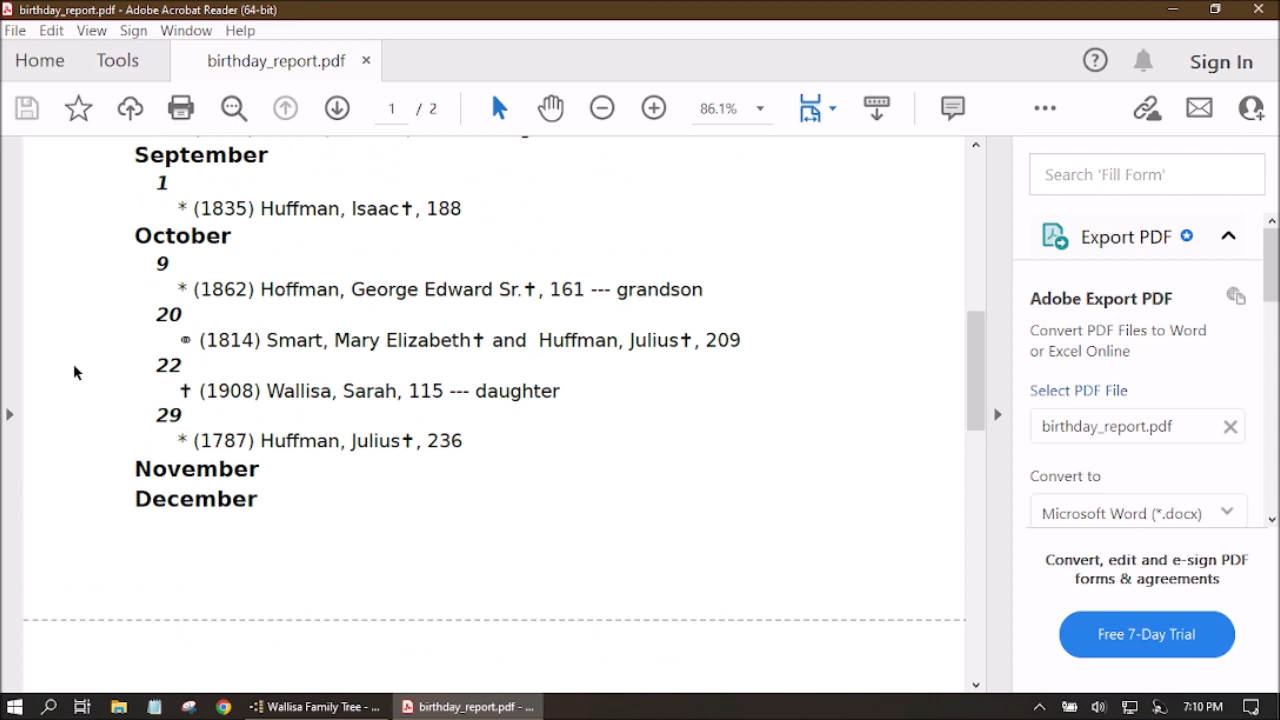 birthday_report.pdf - Adobe Acrobat Reader (64-bit)
File Edit View Sign Window Help
Home Tools birthday_report.pdf × Sign In
1 / 2 86.1%
September
1
* (1835) Huffman, Isaac✝, 188
October
9
* (1862) Hoffman, George Edward Sr.✝, 161 --- grandson
20
⚭ (1814) Smart, Mary Elizabeth✝ and Huffman, Julius✝, 209
22
✝ (1908) Wallisa, Sarah, 115 --- daughter
29
* (1787) Huffman, Julius✝, 236
November
December
Search 'Fill Form'
Export PDF
Adobe Export PDF
Convert PDF Files to Word
or Excel Online
Select PDF File
birthday_report.pdf
Convert to
Microsoft Word (*.docx)
Convert, edit and e-sign PDF
forms & agreements
Free 7-Day Trial
Wallisa Family Tree - ... birthday_report.pdf - ... 7:10 PM